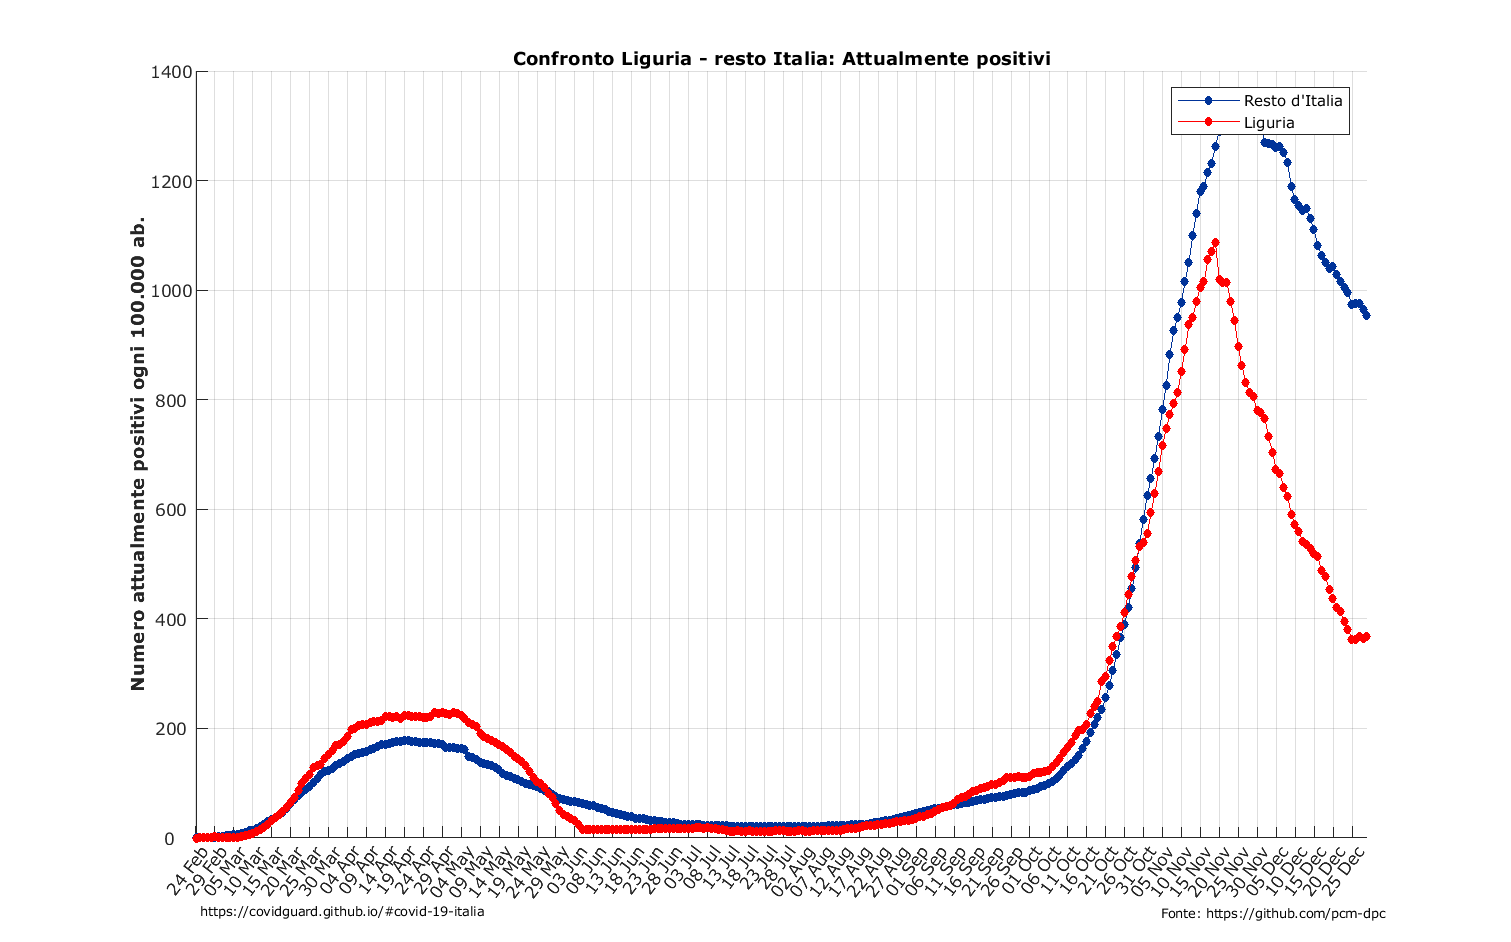 Confronto Liguria - resto Italia: Attualmente positivi
Numero attualmente positivi ogni 100.000 ab.
1400
1200
1000
800
600
400
200
0
Resto d'Italia
Liguria
24 Feb
29 Feb
05 Mar
10 Mar
15 Mar
20 Mar
25 Mar
30 Mar
04 Apr
09 Apr
14 Apr
19 Apr
24 Apr
29 Apr
04 May
09 May
14 May
19 May
24 May
29 May
03 Jun
08 Jun
13 Jun
18 Jun
23 Jun
28 Jun
03 Jul
08 Jul
13 Jul
18 Jul
23 Jul
28 Jul
02 Aug
07 Aug
12 Aug
17 Aug
22 Aug
27 Aug
01 Sep
06 Sep
11 Sep
16 Sep
21 Sep
26 Sep
01 Oct
06 Oct
11 Oct
16 Oct
21 Oct
26 Oct
31 Oct
05 Nov
10 Nov
15 Nov
20 Nov
25 Nov
30 Nov
05 Dec
10 Dec
15 Dec
20 Dec
25 Dec
https://covidguard.github.io/#covid-19-italia
Fonte: https://github.com/pcm-dpc